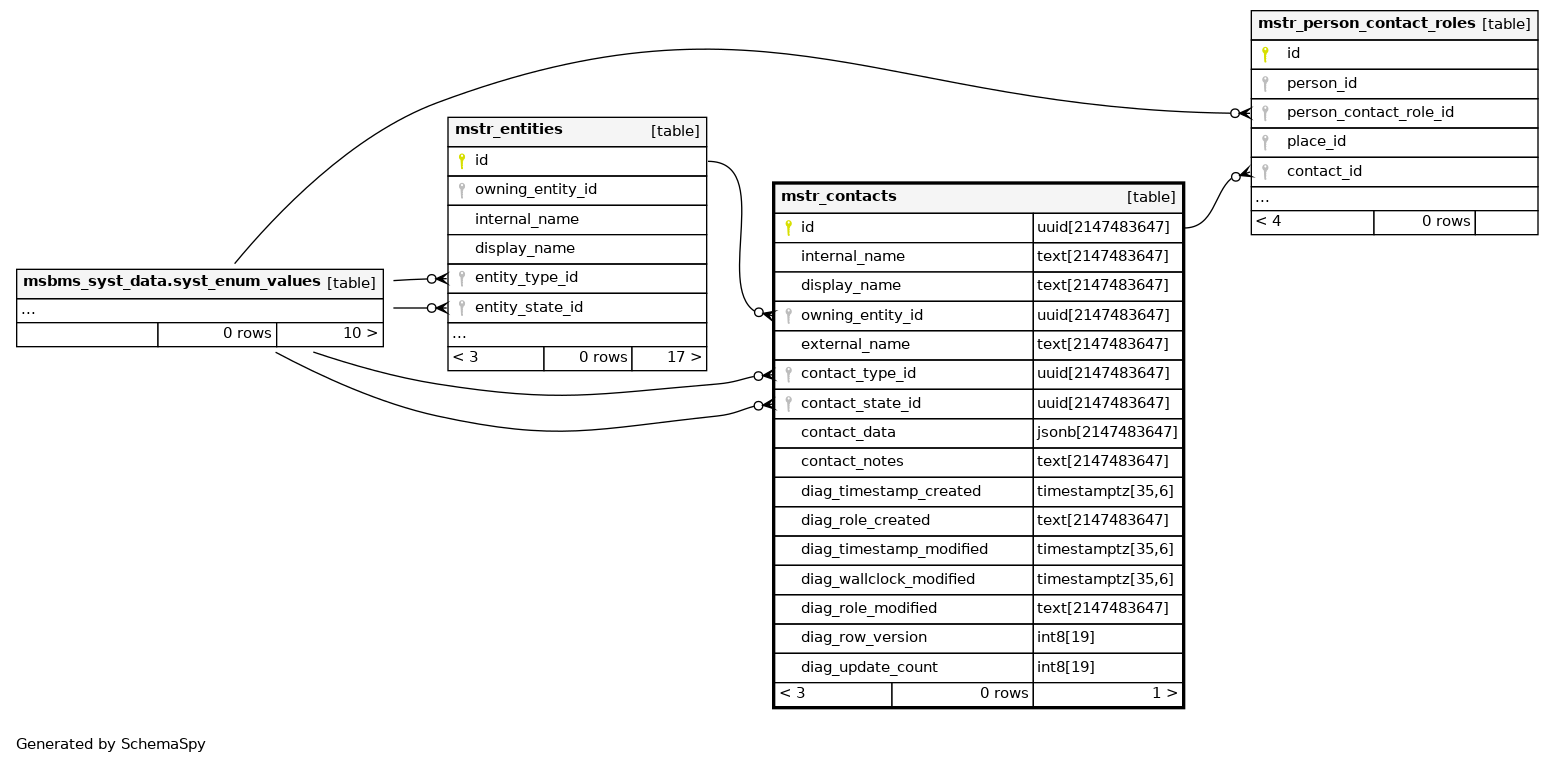 mstr_person_contact_roles [table]
id
person_id
person_contact_role_id
place_id
contact_id
...
< 4 0 rows
mstr_entities [table]
id
owning_entity_id
internal_name
display_name
entity_type_id
entity_state_id
...
< 3 0 rows 17 >
msbms_syst_data.syst_enum_values [table]
...
0 rows 10 >
mstr_contacts [table]
id uuid[2147483647]
internal_name text[2147483647]
display_name text[2147483647]
owning_entity_id uuid[2147483647]
external_name text[2147483647]
contact_type_id uuid[2147483647]
contact_state_id uuid[2147483647]
contact_data jsonb[2147483647]
contact_notes text[2147483647]
diag_timestamp_created timestamptz[35,6]
diag_role_created text[2147483647]
diag_timestamp_modified timestamptz[35,6]
diag_wallclock_modified timestamptz[35,6]
diag_role_modified text[2147483647]
diag_row_version int8[19]
diag_update_count int8[19]
< 3 0 rows 1 >
Generated by SchemaSpy